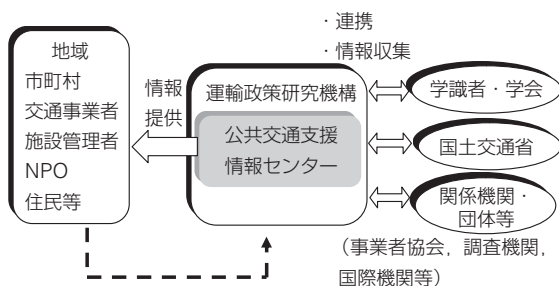 ・連携
・情報収集
地域
市町村
交通事業者
施設管理者
NPO
住民等
情報
提供
運輸政策研究機構
公共交通支援
情報センター
学識者・学会
国土交通省
関係機関・
団体等
（事業者協会，調査機関，
国際機関等）